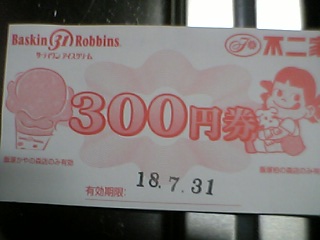 Baskin 31 Robbins®
サーティワン アイスクリーム
不二家
300円券
有効期限: 18.7.31